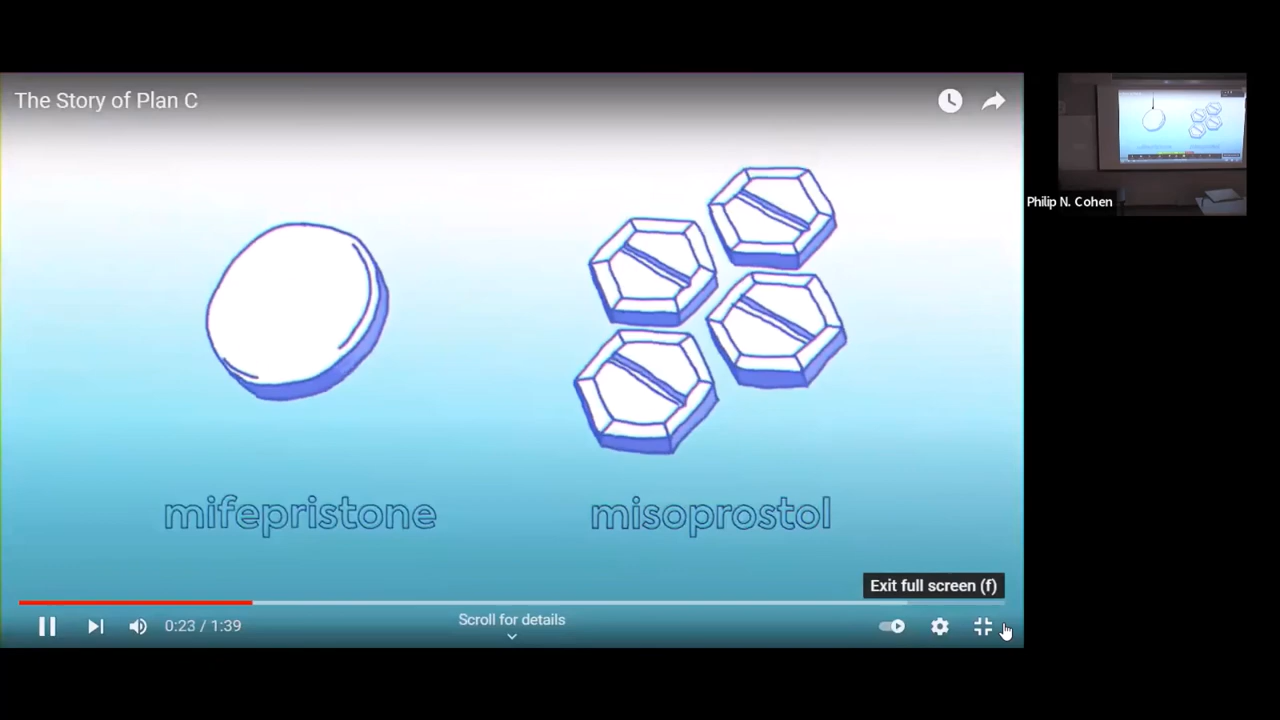 The Story of Plan C
Philip N. Cohen
mifepristone
misoprostol
Exit full screen (f)
0:23 / 1:39
Scroll for details